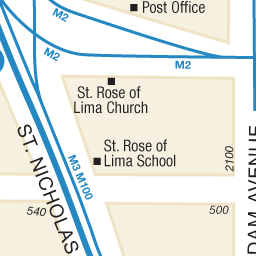 Post Office
M2
M2
M2
St. Rose of
Lima Church
St. Rose of
Lima School
ST. NICHOLAS
M3 M100
2100
540
500
DAM AVENUE